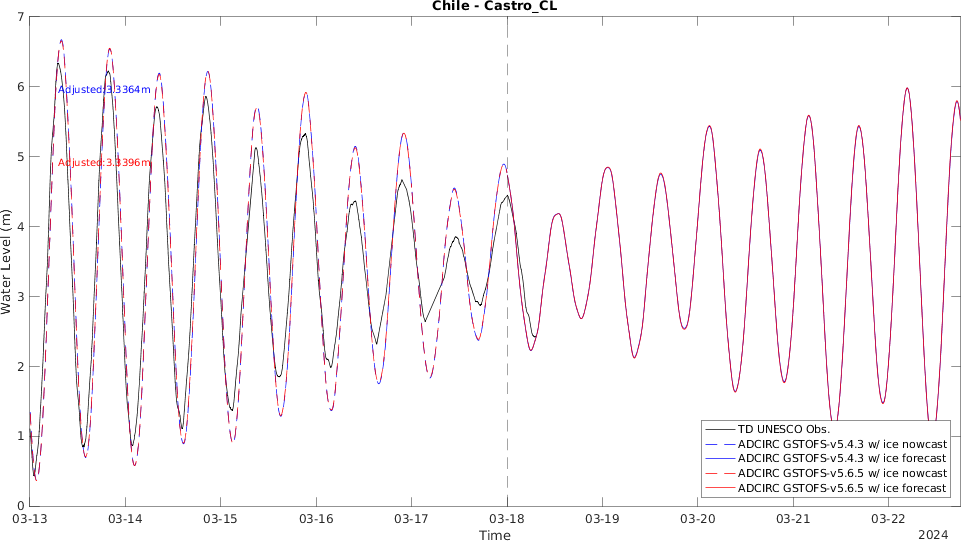 Chile - Castro_CL
7
6
5
4
3
2
1
0
Water Level (m)
Adjusted:3.3364m
Adjusted:3.3396m
TD UNESCO Obs.
ADCIRC GSTOFS-v5.4.3 w/ ice nowcast
ADCIRC GSTOFS-v5.4.3 w/ ice forecast
ADCIRC GSTOFS-v5.6.5 w/ ice nowcast
ADCIRC GSTOFS-v5.6.5 w/ ice forecast
03-13 03-14 03-15 03-16 03-17 03-18 03-19 03-20 03-21 03-22
Time
2024